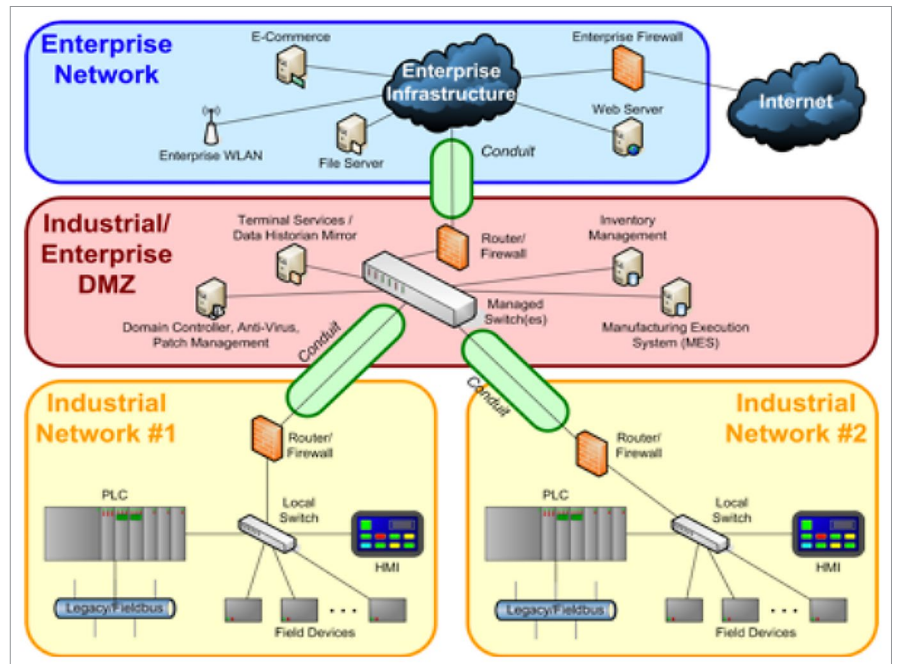 Enterprise
Network
E-Commerce
Enterprise
Infrastructure
Enterprise Firewall
Internet
Enterprise WLAN
File Server
Web Server
Conduit
Industrial/
Enterprise
DMZ
Terminal Services /
Data Historian Mirror
Router/
Firewall
Inventory
Management
Domain Controller, Anti-Virus,
Patch Management
Managed
Switch(es)
Manufacturing Execution
System (MES)
Conduit
Conduit
Industrial
Network #1
Router/
Firewall
PLC
Local
Switch
HMI
Legacy/Fieldbus
Field Devices
Industrial
Network #2
Router/
Firewall
PLC
Local
Switch
HMI
Legacy/Fieldbus
Field Devices